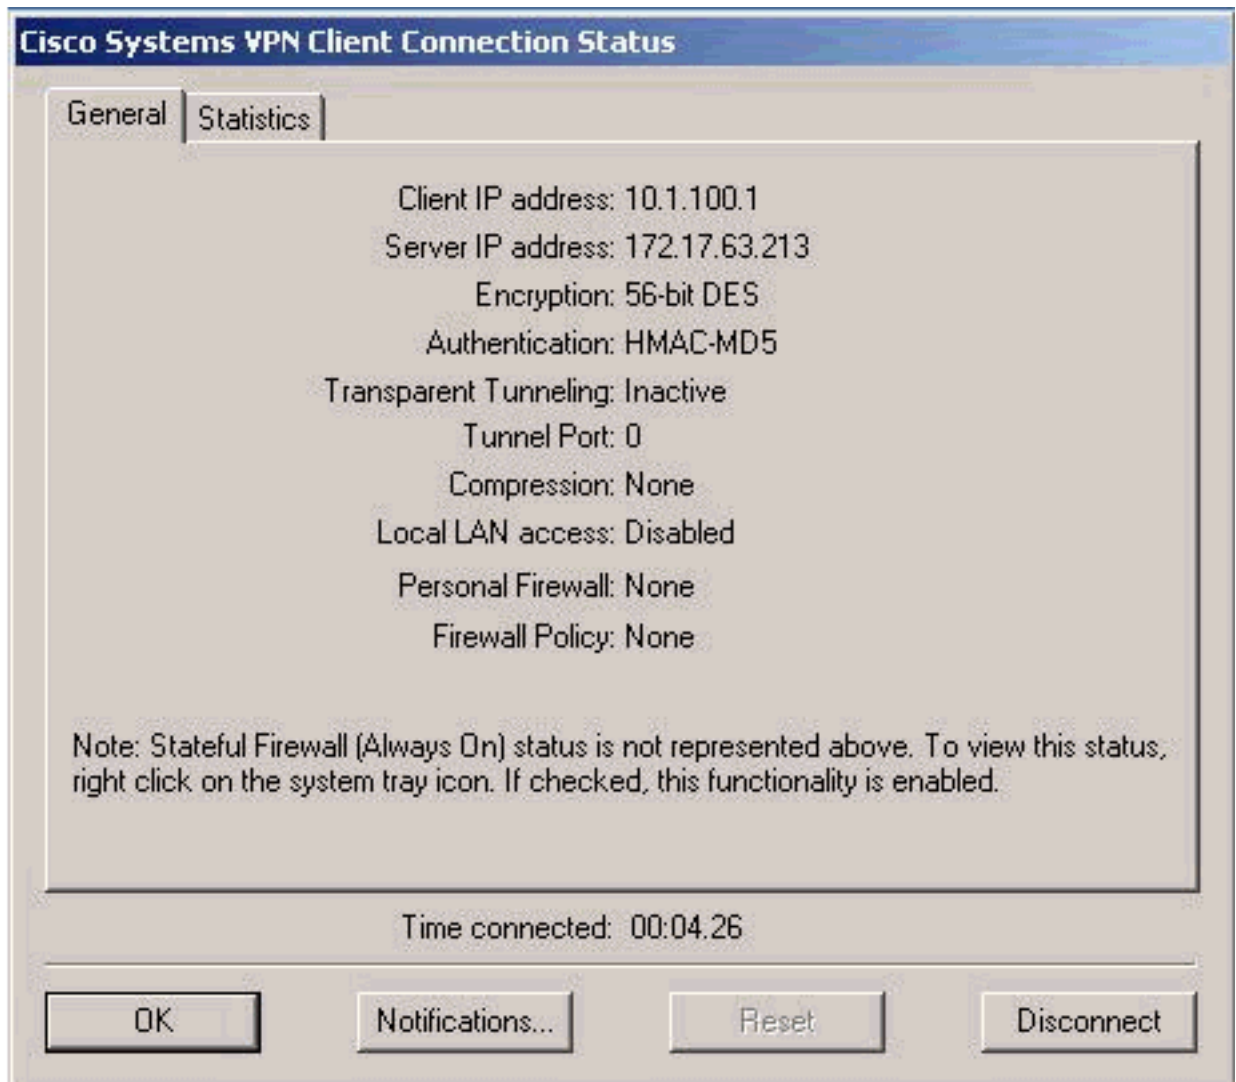 Cisco Systems VPN Client Connection Status
General
Statistics
Client IP address: 10.1.100.1
Server IP address: 172.17.63.213
Encryption: 56-bit DES
Authentication: HMAC-MD5
Transparent Tunneling: Inactive
Tunnel Port: 0
Compression: None
Local LAN access: Disabled
Personal Firewall: None
Firewall Policy: None
Note: Stateful Firewall (Always On) status is not represented above. To view this status,
right click on the system tray icon. If checked, this functionality is enabled.
Time connected: 00:04.26
OK
Notifications...
Reset
Disconnect